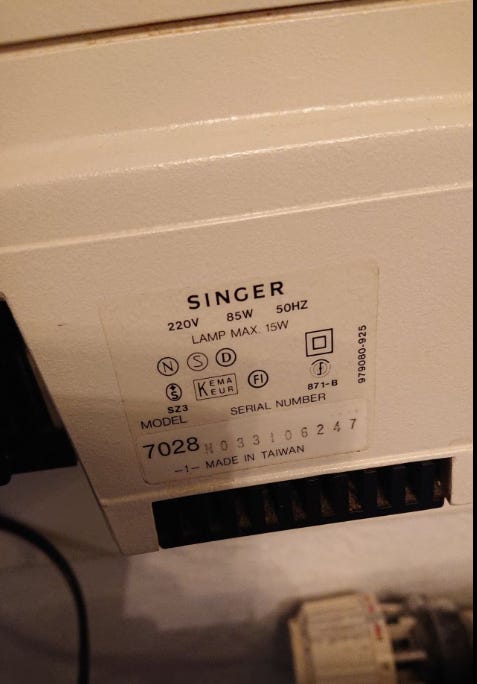 SINGER
220V 85W 50HZ
LAMP MAX. 15W
N S D
S
KEMA
KEUR
FI
SZ3
871-B
979080-925
MODEL SERIAL NUMBER
7028 N033106247
-1- MADE IN TAIWAN